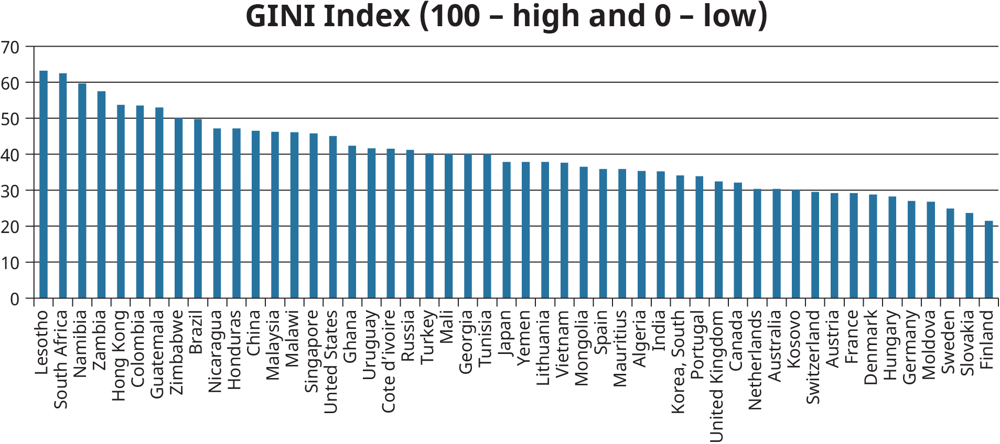 GINI Index (100 – high and 0 – low)
70
60
50
40
30
20
10
0
Lesotho
South Africa
Namibia
Zambia
Hong Kong
Colombia
Guatemala
Zimbabwe
Brazil
Nicaragua
Honduras
China
Malaysia
Malawi
Singapore
Unted States
Ghana
Uruguay
Cote d’ivoire
Russia
Turkey
Mali
Georgia
Tunisia
Japan
Yemen
Lithuania
Vietnam
Mongolia
Spain
Mauritius
Algeria
India
Korea, South
Portugal
United Kingdom
Canada
Netherlands
Australia
Kosovo
Switzerland
Austria
France
Denmark
Hungary
Germany
Moldova
Sweden
Slovakia
Finland